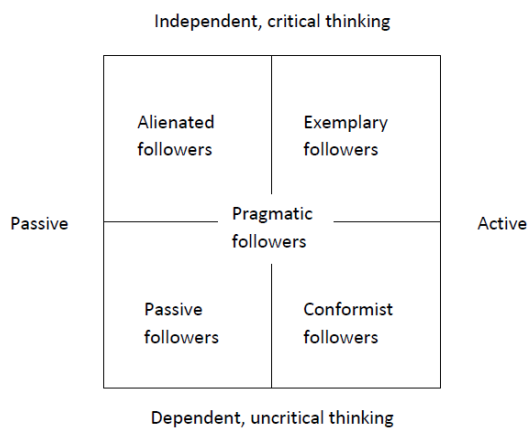 Independent, critical thinking
Alienated
followers
Exemplary
followers
Passive
Pragmatic
followers
Active
Passive
followers
Conformist
followers
Dependent, uncritical thinking